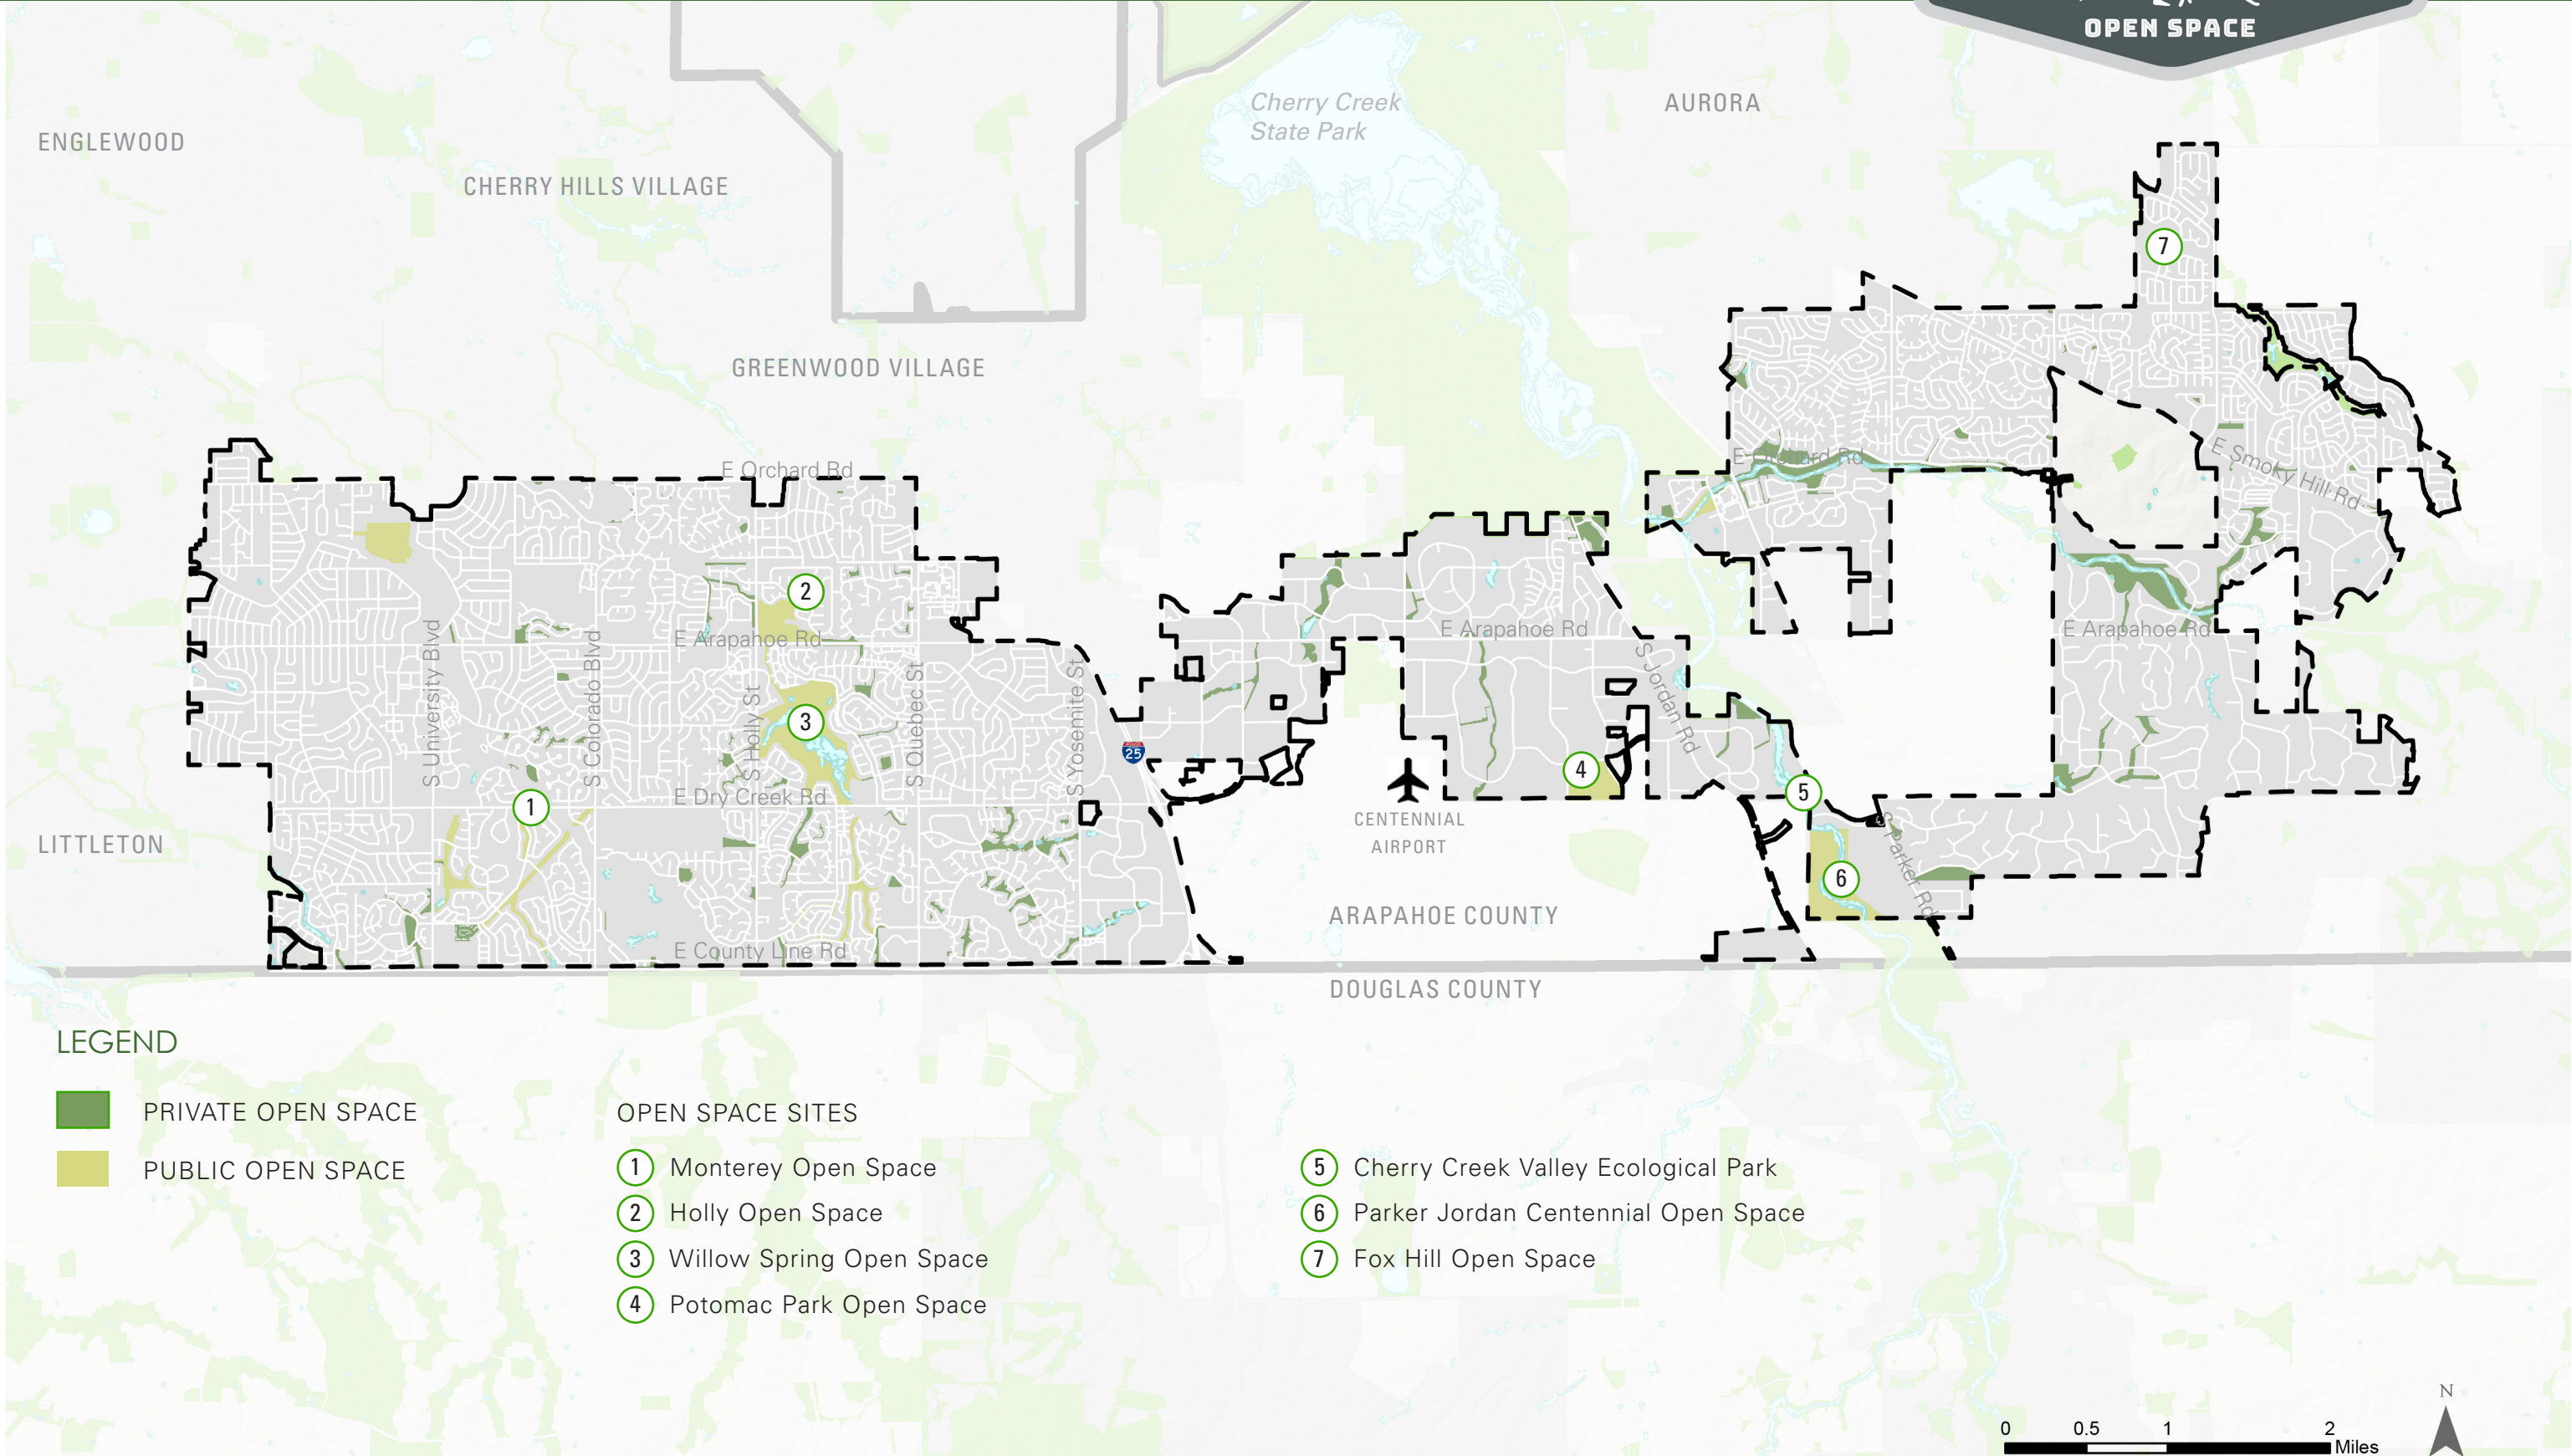 OPEN SPACE
ENGLEWOOD
CHERRY HILLS VILLAGE
Cherry Creek
State Park
AURORA
GREENWOOD VILLAGE
7
E Orchard Rd
E Orchard Rd
E Smoky Hill Rd
2
E Arapahoe Rd
E Arapahoe Rd
E Arapahoe Rd
S University Blvd
S Colorado Blvd
S Holly St
S Quebec St
S Yosemite St
S Jordan Rd
3
25
4
5
1
E Dry Creek Rd
CENTENNIAL
AIRPORT
LITTLETON
S Parker Rd
6
ARAPAHOE COUNTY
E County Line Rd
DOUGLAS COUNTY
LEGEND
PRIVATE OPEN SPACE
PUBLIC OPEN SPACE
OPEN SPACE SITES
1 Monterey Open Space
2 Holly Open Space
3 Willow Spring Open Space
4 Potomac Park Open Space
5 Cherry Creek Valley Ecological Park
6 Parker Jordan Centennial Open Space
7 Fox Hill Open Space
N
0 0.5 1 2
Miles